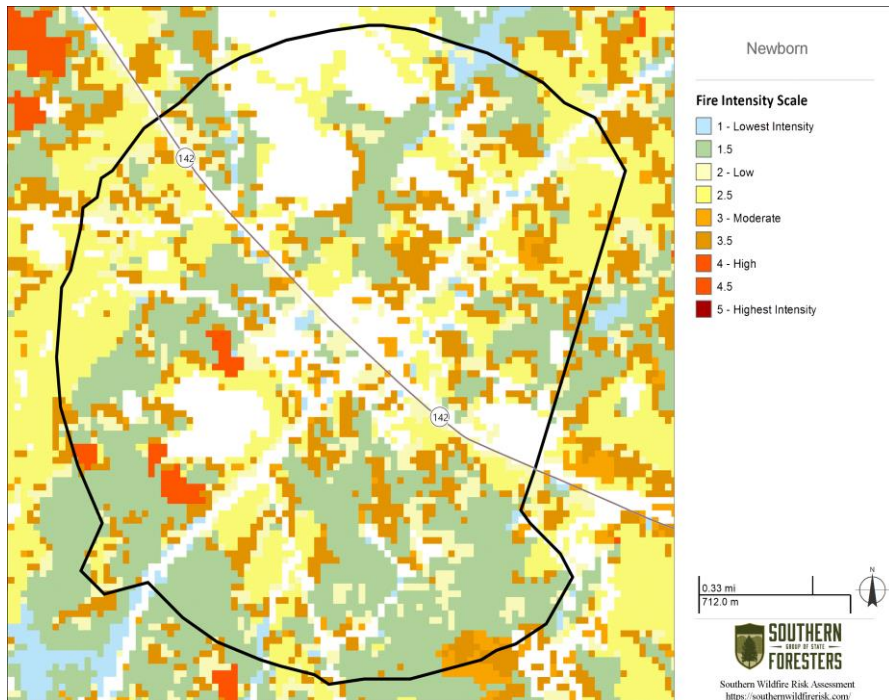 142
142
Newborn
Fire Intensity Scale
1 - Lowest Intensity
1.5
2 - Low
2.5
3 - Moderate
3.5
4 - High
4.5
5 - Highest Intensity
0.33 mi
712.0 m
N
SOUTHERN
GROUP OF STATE
FORESTERS
Southern Wildfire Risk Assessment
https://southernwildfirerisk.com/